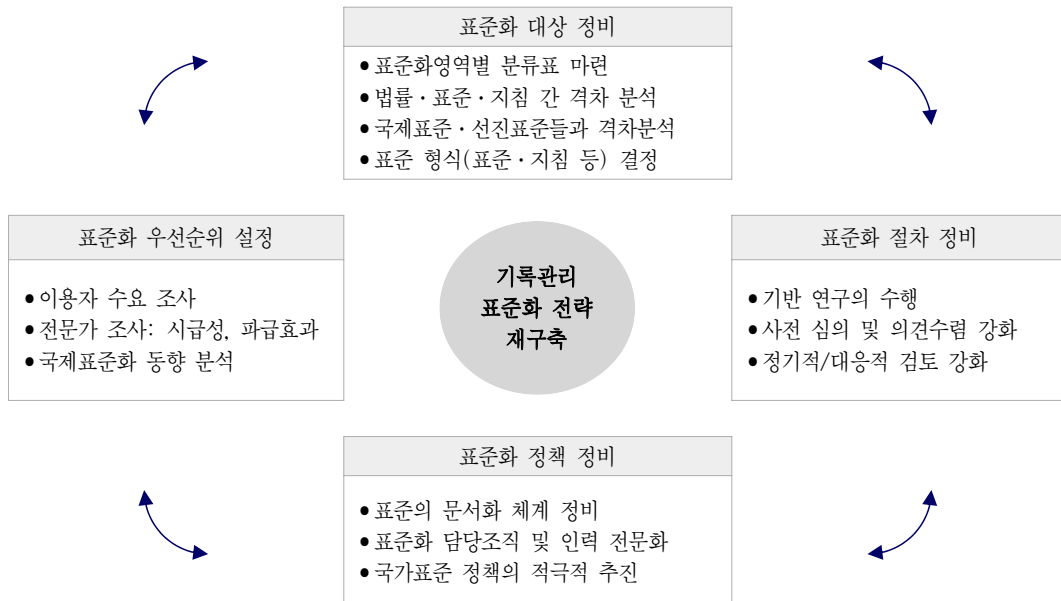 표준화 대상 정비
● 표준화영역별 분류표 마련
● 법률·표준·지침 간 격차 분석
● 국제표준·선진표준들과 격차분석
● 표준 형식(표준·지침 등) 결정
표준화 우선순위 설정
● 이용자 수요 조사
● 전문가 조사: 시급성, 파급효과
● 국제표준화 동향 분석
기록관리
표준화 전략
재구축
표준화 절차 정비
● 기반 연구의 수행
● 사전 심의 및 의견수렴 강화
● 정기적/대응적 검토 강화
표준화 정책 정비
● 표준의 문서화 체계 정비
● 표준화 담당조직 및 인력 전문화
● 국가표준 정책의 적극적 추진